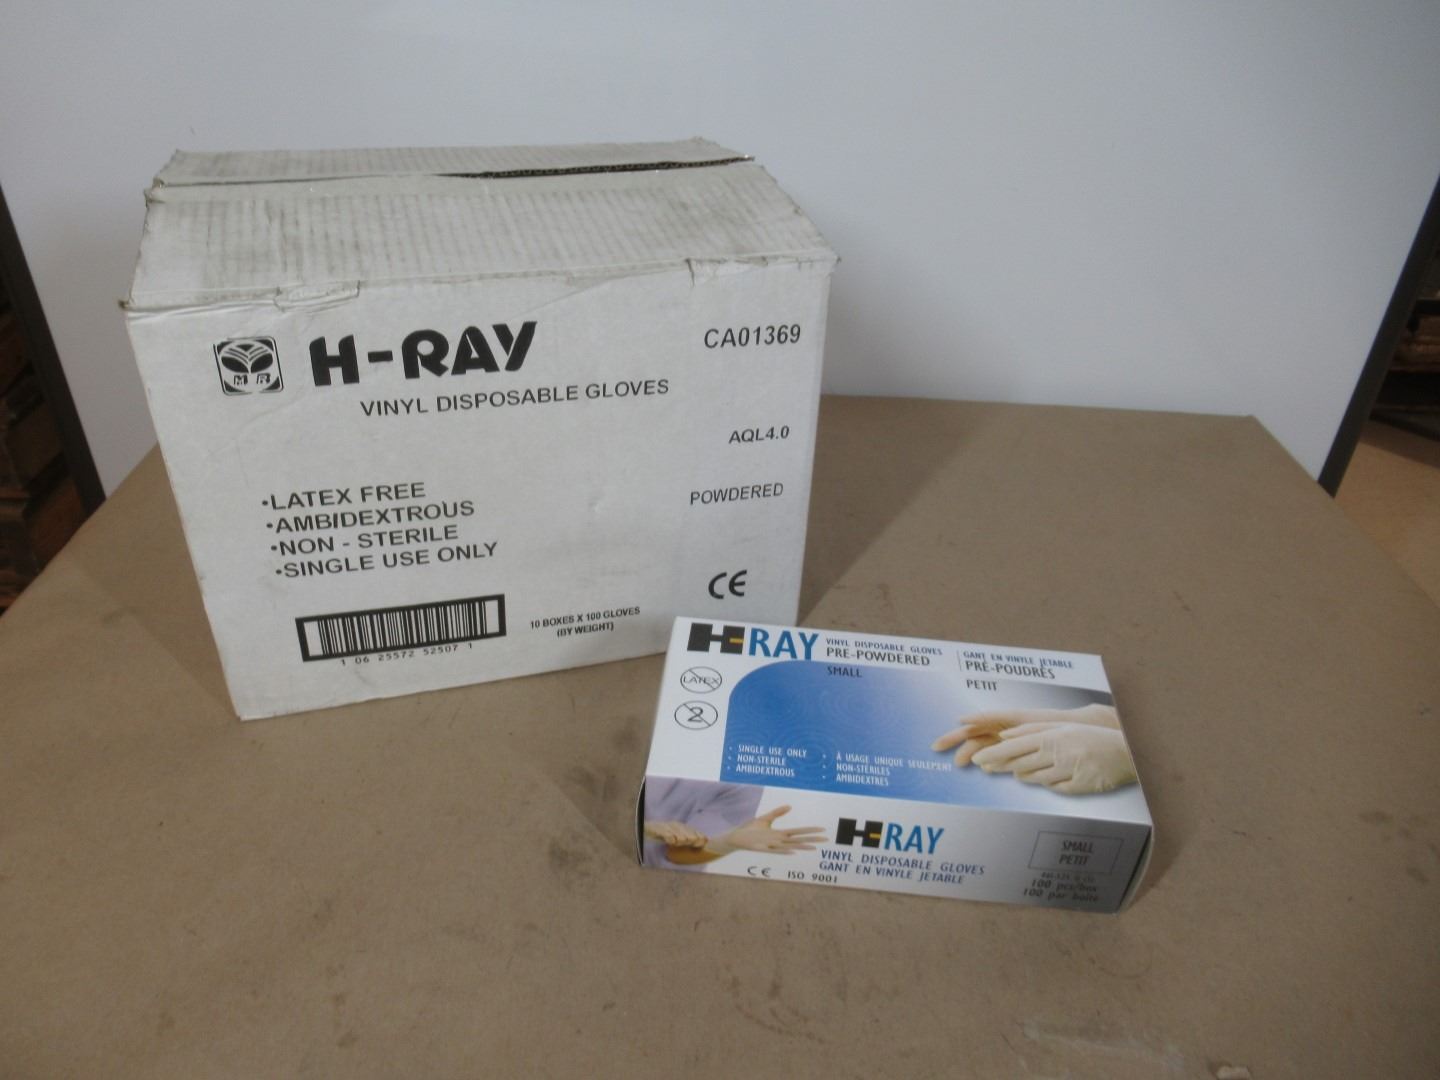 H-RAY
CA01369
VINYL DISPOSABLE GLOVES
AQL4.0
POWDERED
•LATEX FREE
•AMBIDEXTROUS
•NON - STERILE
•SINGLE USE ONLY
CE
10 BOXES X 100 GLOVES
(BY WEIGHT)
1 06 25572 52507 1
M R
H-RAY
VINYL DISPOSABLE GLOVES
PRE-POWDERED
SMALL
GANT EN VINYLE JETABLE
PRÉ-POUDRÉS
PETIT
LATEX
2
• SINGLE USE ONLY
• NON-STERILE
• AMBIDEXTROUS
• À USAGE UNIQUE SEULEMENT
• NON-STÉRILES
• AMBIDEXTRES
H-RAY
VINYL DISPOSABLE GLOVES
GANT EN VINYLE JETABLE
CE ISO 9001
SMALL
PETIT
100 pcs/box
100 par boite